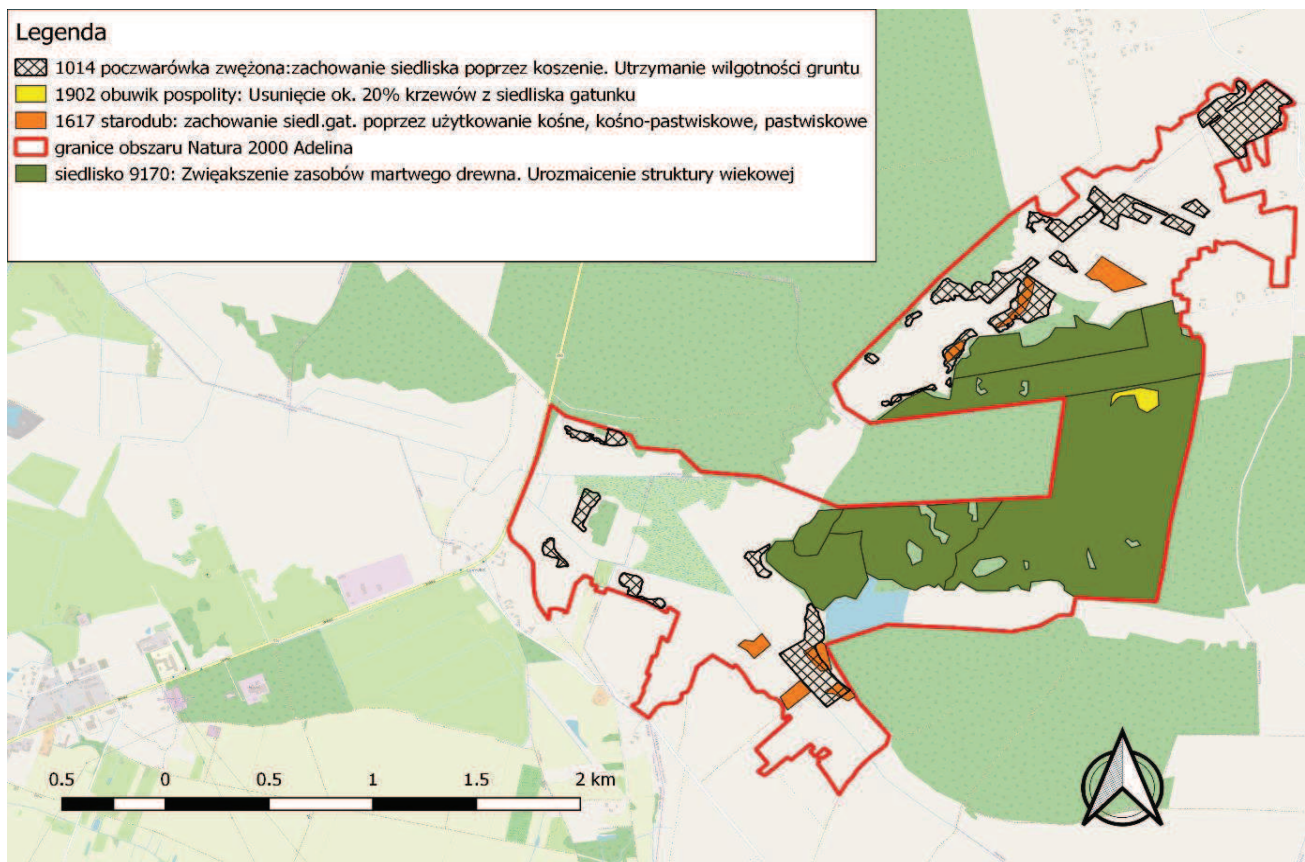 Legenda
1014 poczwarówka zwężona:zachowanie siedliska poprzez koszenie. Utrzymanie wilgotności gruntu
1902 obuwik pospolity: Usunięcie ok. 20% krzewów z siedliska gatunku
1617 starodub: zachowanie siedl.gat. poprzez użytkowanie kośne, kośno-pastwiskowe, pastwiskowe
granice obszaru Natura 2000 Adelina
siedlisko 9170: Zwięąkszenie zasobów martwego drewna. Urozmaicenie struktury wiekowej
0.5 0 0.5 1 1.5 2 km